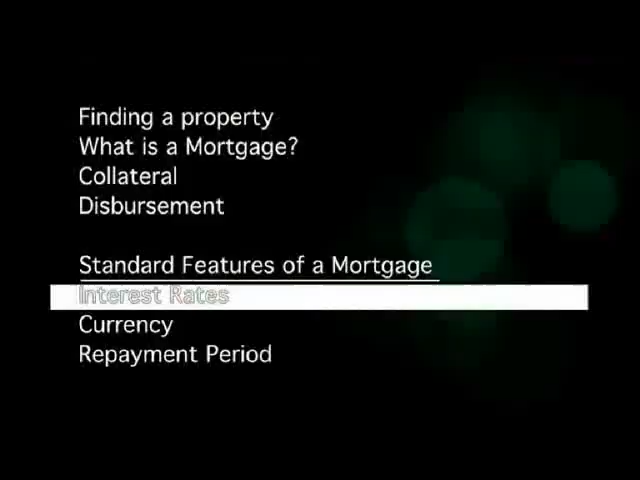 Finding a property
What is a Mortgage?
Collateral
Disbursement
Standard Features of a Mortgage
Interest Rates
Currency
Repayment Period